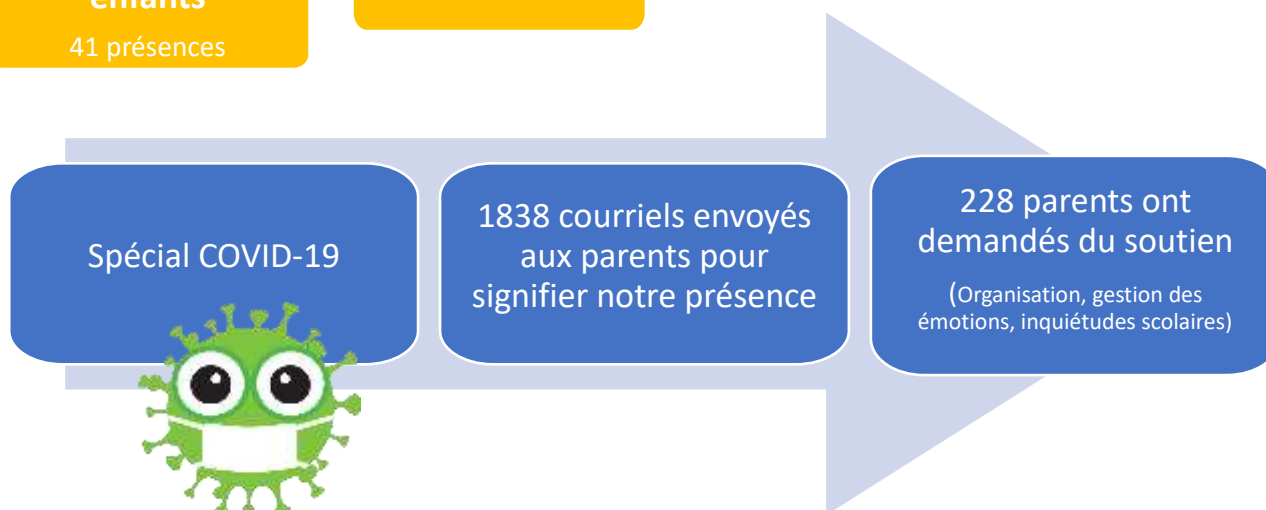 enfants
41 présences
Spécial COVID-19
1838 courriels envoyés
aux parents pour
signifier notre présence
228 parents ont
demandés du soutien
(Organisation, gestion des
émotions, inquiétudes scolaires)